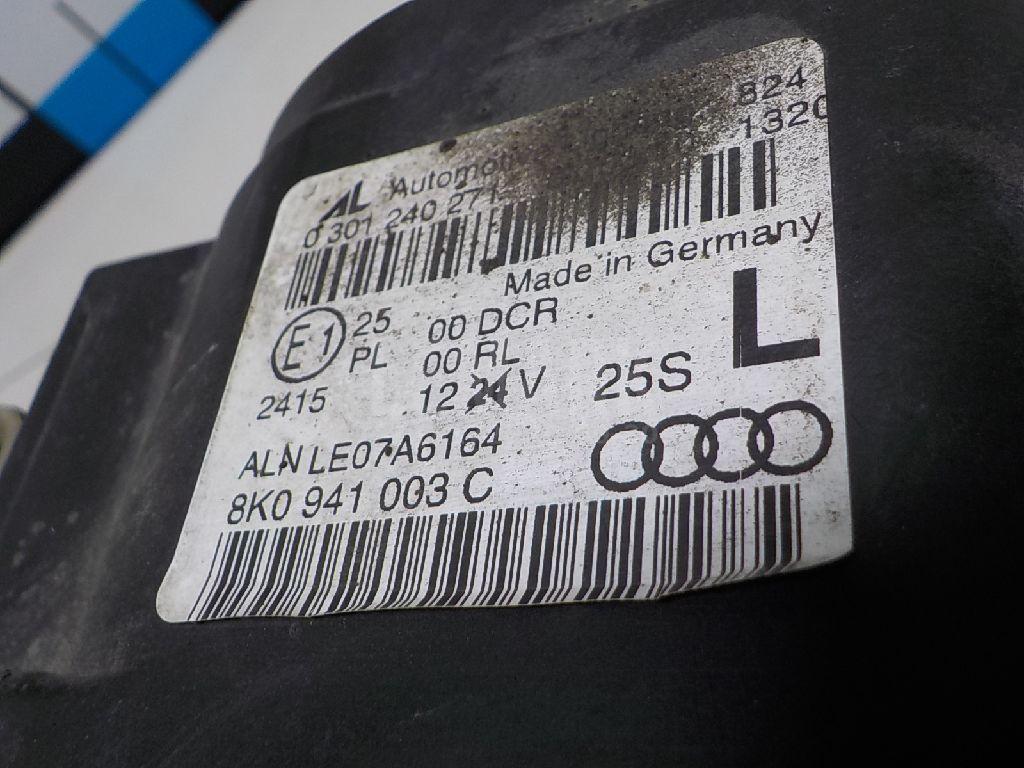 AL Automoti 824
0 301 240 271 1320
Made in Germany
E1 25 00 DCR
PL 00 RL
2415 12 24 V 25S L
ALN LE07A6164
8K0 941 003 C